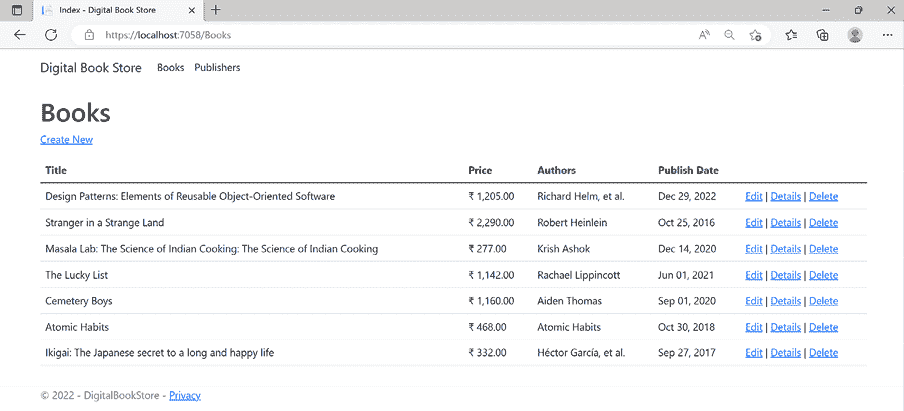 Index - Digital Book Store
https://localhost:7058/Books
Digital Book Store Books Publishers
Books
Create New
Title Price Authors Publish Date
Design Patterns: Elements of Reusable Object-Oriented Software ₹ 1,205.00 Richard Helm, et al. Dec 29, 2022 Edit | Details | Delete
Stranger in a Strange Land ₹ 2,290.00 Robert Heinlein Oct 25, 2016 Edit | Details | Delete
Masala Lab: The Science of Indian Cooking: The Science of Indian Cooking ₹ 277.00 Krish Ashok Dec 14, 2020 Edit | Details | Delete
The Lucky List ₹ 1,142.00 Rachael Lippincott Jun 01, 2021 Edit | Details | Delete
Cemetery Boys ₹ 1,160.00 Aiden Thomas Sep 01, 2020 Edit | Details | Delete
Atomic Habits ₹ 468.00 Atomic Habits Oct 30, 2018 Edit | Details | Delete
Ikigai: The Japanese secret to a long and happy life ₹ 332.00 Héctor García, et al. Sep 27, 2017 Edit | Details | Delete
© 2022 - DigitalBookStore - Privacy